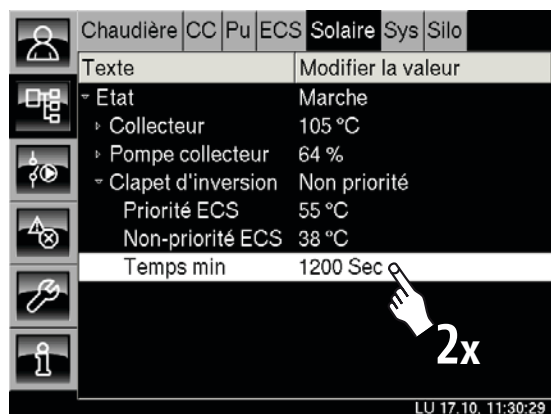 Chaudière CC Pu ECS Solaire Sys Silo
Texte Modifier la valeur
Etat Marche
Collecteur 105 °C
Pompe collecteur 64 %
Clapet d'inversion Non priorité
Priorité ECS 55 °C
Non-priorité ECS 38 °C
Temps min 1200 Sec
2x
LU 17.10. 11:30:29